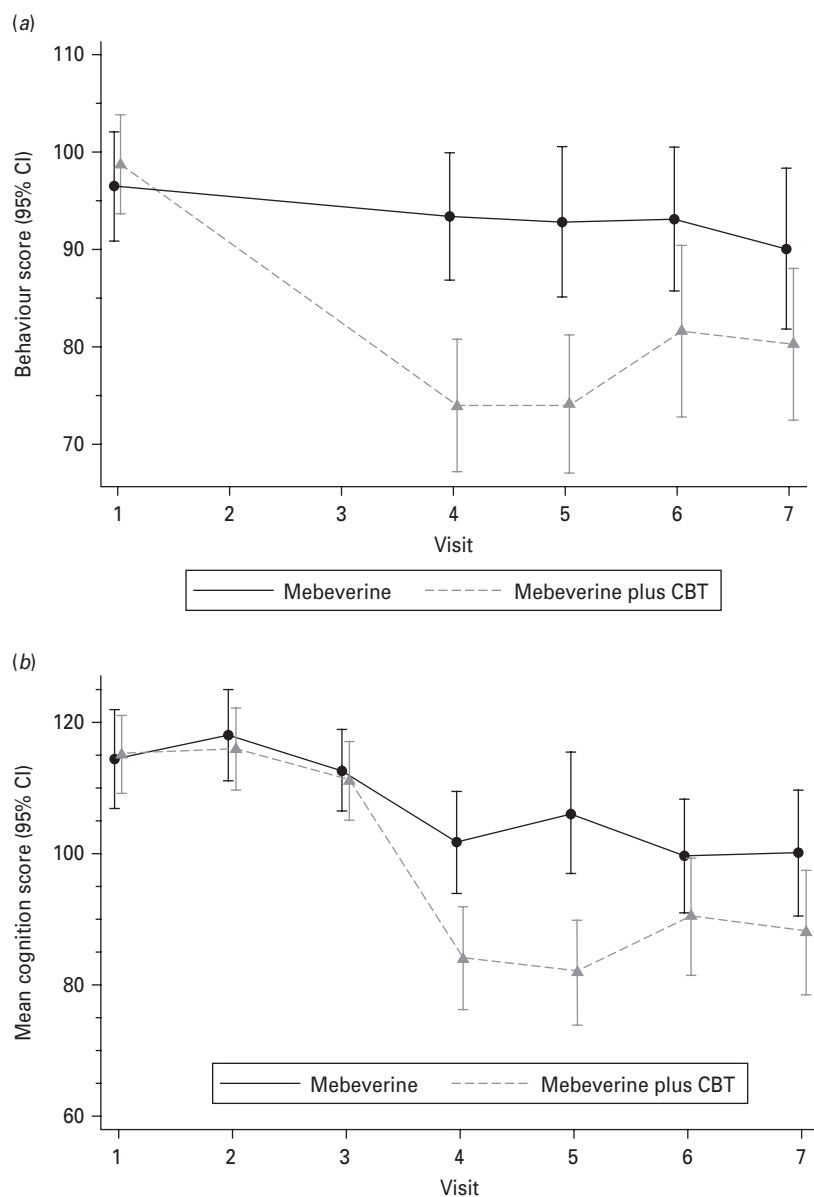 (a)
110
100
90
80
70
Behaviour score (95% CI)
1 2 3 4 5 6 7
Visit
Mebeverine Mebeverine plus CBT
(b)
120
100
80
60
Mean cognition score (95% CI)
Mebeverine Mebeverine plus CBT
1 2 3 4 5 6 7
Visit